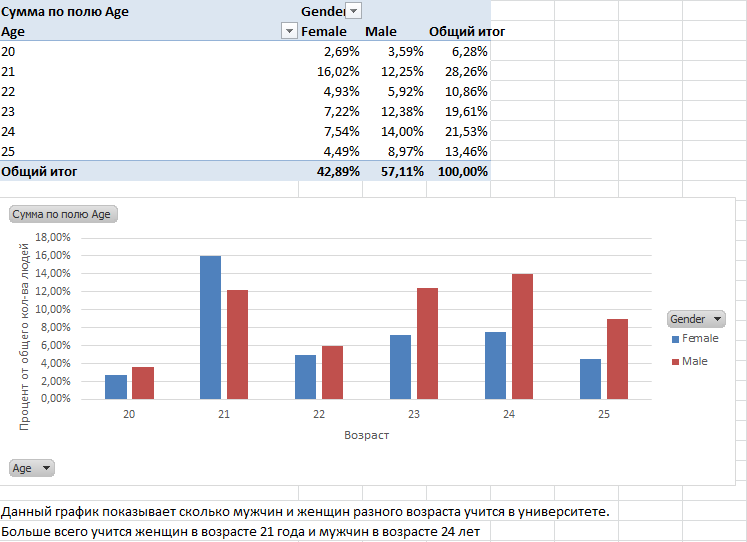 Сумма по полю Age Gender
Age Female Male Общий итог
20 2,69% 3,59% 6,28%
21 16,02% 12,25% 28,26%
22 4,93% 5,92% 10,86%
23 7,22% 12,38% 19,61%
24 7,54% 14,00% 21,53%
25 4,49% 8,97% 13,46%
Общий итог 42,89% 57,11% 100,00%
Сумма по полю Age
Процент от общего кол-ва людей
18,00%
16,00%
14,00%
12,00%
10,00%
8,00%
6,00%
4,00%
2,00%
0,00%
20 21 22 23 24 25
Возраст
Gender
Female
Male
Age
Данный график показывает сколько мужчин и женщин разного возраста учится в университете.
Больше всего учится женщин в возрасте 21 года и мужчин в возрасте 24 лет